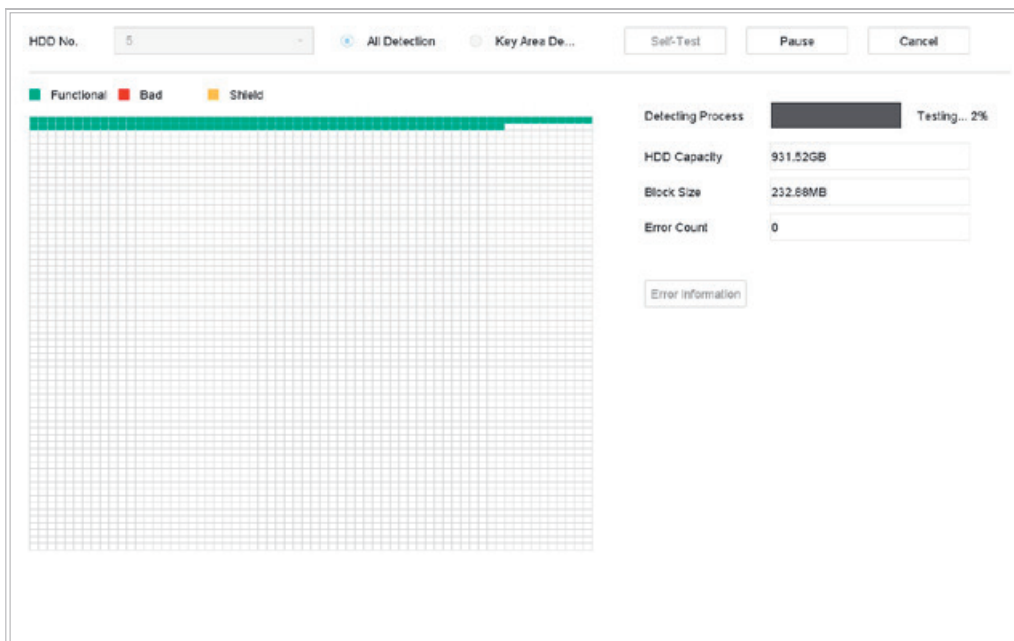 HDD No. 5 All Detection Key Area De... Self-Test Pause Cancel
Functional Bad Shield
Detecting Process Testing... 2%
HDD Capacity 931.52GB
Block Size 232.88MB
Error Count 0
Error Information